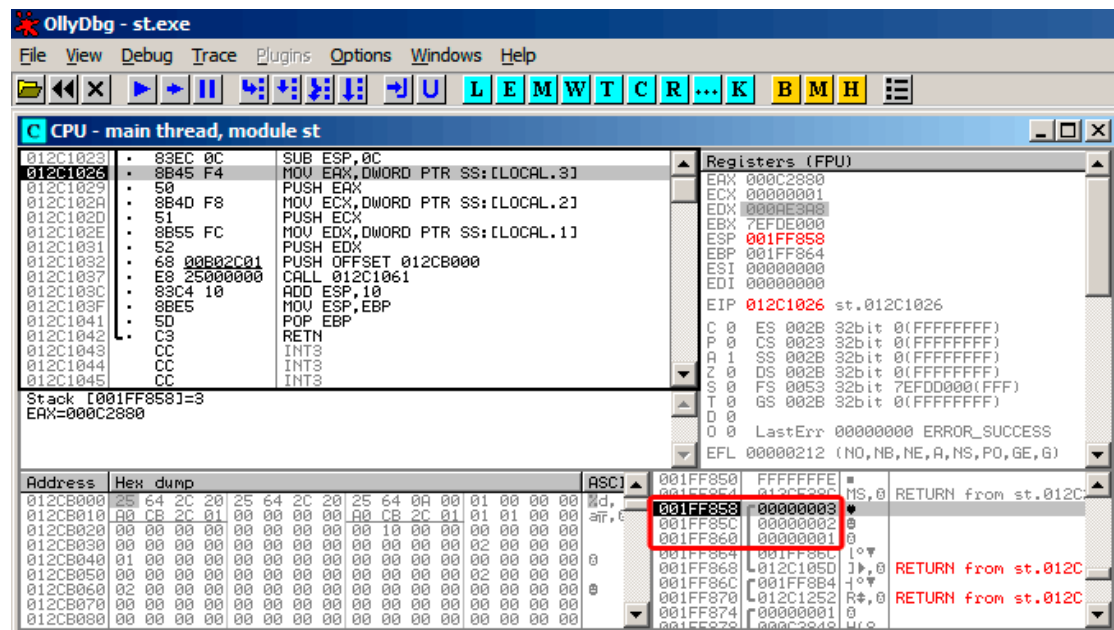 OllyDbg - st.exe
File View Debug Trace Plugins Options Windows Help
L E M W T C R ... K B M H
C CPU - main thread, module st
012C1023 · 83EC 0C SUB ESP,0C
012C1026 · 8B45 F4 MOV EAX,DWORD PTR SS:[LOCAL.3]
012C1029 · 50 PUSH EAX
012C102A · 8B4D F8 MOV ECX,DWORD PTR SS:[LOCAL.2]
012C102D · 51 PUSH ECX
012C102E · 8B55 FC MOV EDX,DWORD PTR SS:[LOCAL.1]
012C1031 · 52 PUSH EDX
012C1032 · 68 00B02C01 PUSH OFFSET 012CB000
012C1037 · E8 25000000 CALL 012C1061
012C103C · 83C4 10 ADD ESP,10
012C103F · 8BE5 MOV ESP,EBP
012C1041 · 5D POP EBP
012C1042 · C3 RETN
012C1043 CC INT3
012C1044 CC INT3
012C1045 CC INT3
Stack [001FF858]=3
EAX=000C2880
Registers (FPU)
EAX 000C2880
ECX 00000001
EDX 000AE3A8
EBX 7EFDE000
ESP 001FF858
EBP 001FF864
ESI 00000000
EDI 00000000
EIP 012C1026 st.012C1026
C 0 ES 002B 32bit 0(FFFFFFFF)
P 0 CS 0023 32bit 0(FFFFFFFF)
A 1 SS 002B 32bit 0(FFFFFFFF)
Z 0 DS 002B 32bit 0(FFFFFFFF)
S 0 FS 0053 32bit 7EFDD000(FFF)
T 0 GS 002B 32bit 0(FFFFFFFF)
D 0
O 0 LastErr 00000000 ERROR_SUCCESS
EFL 00000212 (NO,NB,NE,A,NS,PO,GE,G)
Address Hex dump ASCI
012CB000 25 64 2C 20 25 64 2C 20 25 64 0A 00 01 00 00 00 %d,
012CB010 A0 CB 2C 01 00 00 00 00 A0 CB 2C 01 01 01 00 00
012CB020 00 00 00 00 00 00 00 00 00 10 00 00 00 00 00 00
012CB030 00 00 00 00 00 00 00 00 00 00 00 00 02 00 00 00
012CB040 01 00 00 00 00 00 00 00 00 00 00 00 00 00 00 00
012CB050 00 00 00 00 00 00 00 00 00 00 00 00 02 00 00 00
012CB060 02 00 00 00 00 00 00 00 00 00 00 00 00 00 00 00
012CB070 00 00 00 00 00 00 00 00 00 00 00 00 00 00 00 00
012CB080 00 00 00 00 00 00 00 00 00 00 00 00 00 00 00 00
001FF850 FFFFFFFE
001FF854 RETURN from st.012C
001FF858 00000003 ♥
001FF85C 00000002
001FF860 00000001
001FF864 001FF86C
001FF868 012C105D RETURN from st.012C
001FF86C 001FF8B4
001FF870 012C1252 RETURN from st.012C
001FF874 00000001